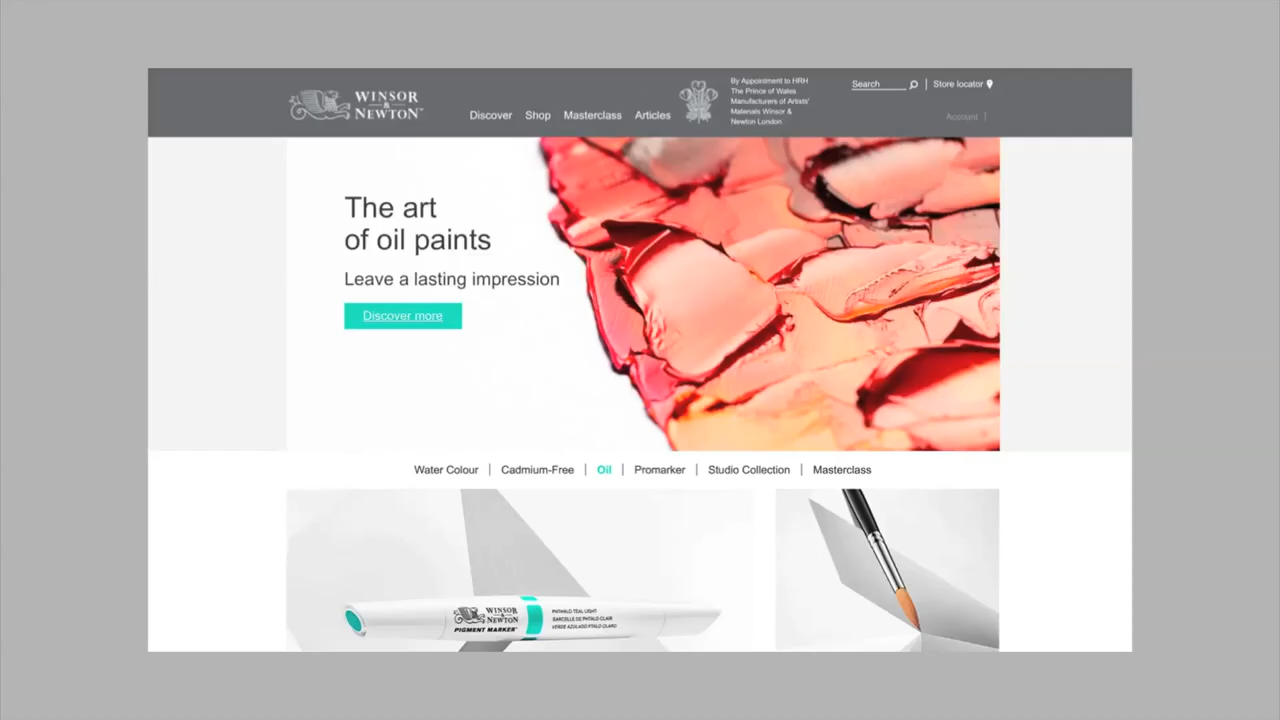 WINSOR
&
NEWTON™
Discover Shop Masterclass Articles
By Appointment to HRH
The Prince of Wales
Manufacturers of Artists'
Materials Winsor &
Newton London
Search | Store locator
Account |
The art
of oil paints
Leave a lasting impression
Discover more
Water Colour | Cadmium-Free | Oil | Promarker | Studio Collection | Masterclass
WINSOR
&
NEWTON
PIGMENT MARKER™
PHTHALO TEAL LIGHT
SARCELLE DE PHTALO CLAIR
VERDE AZULADO FTALO CLARO